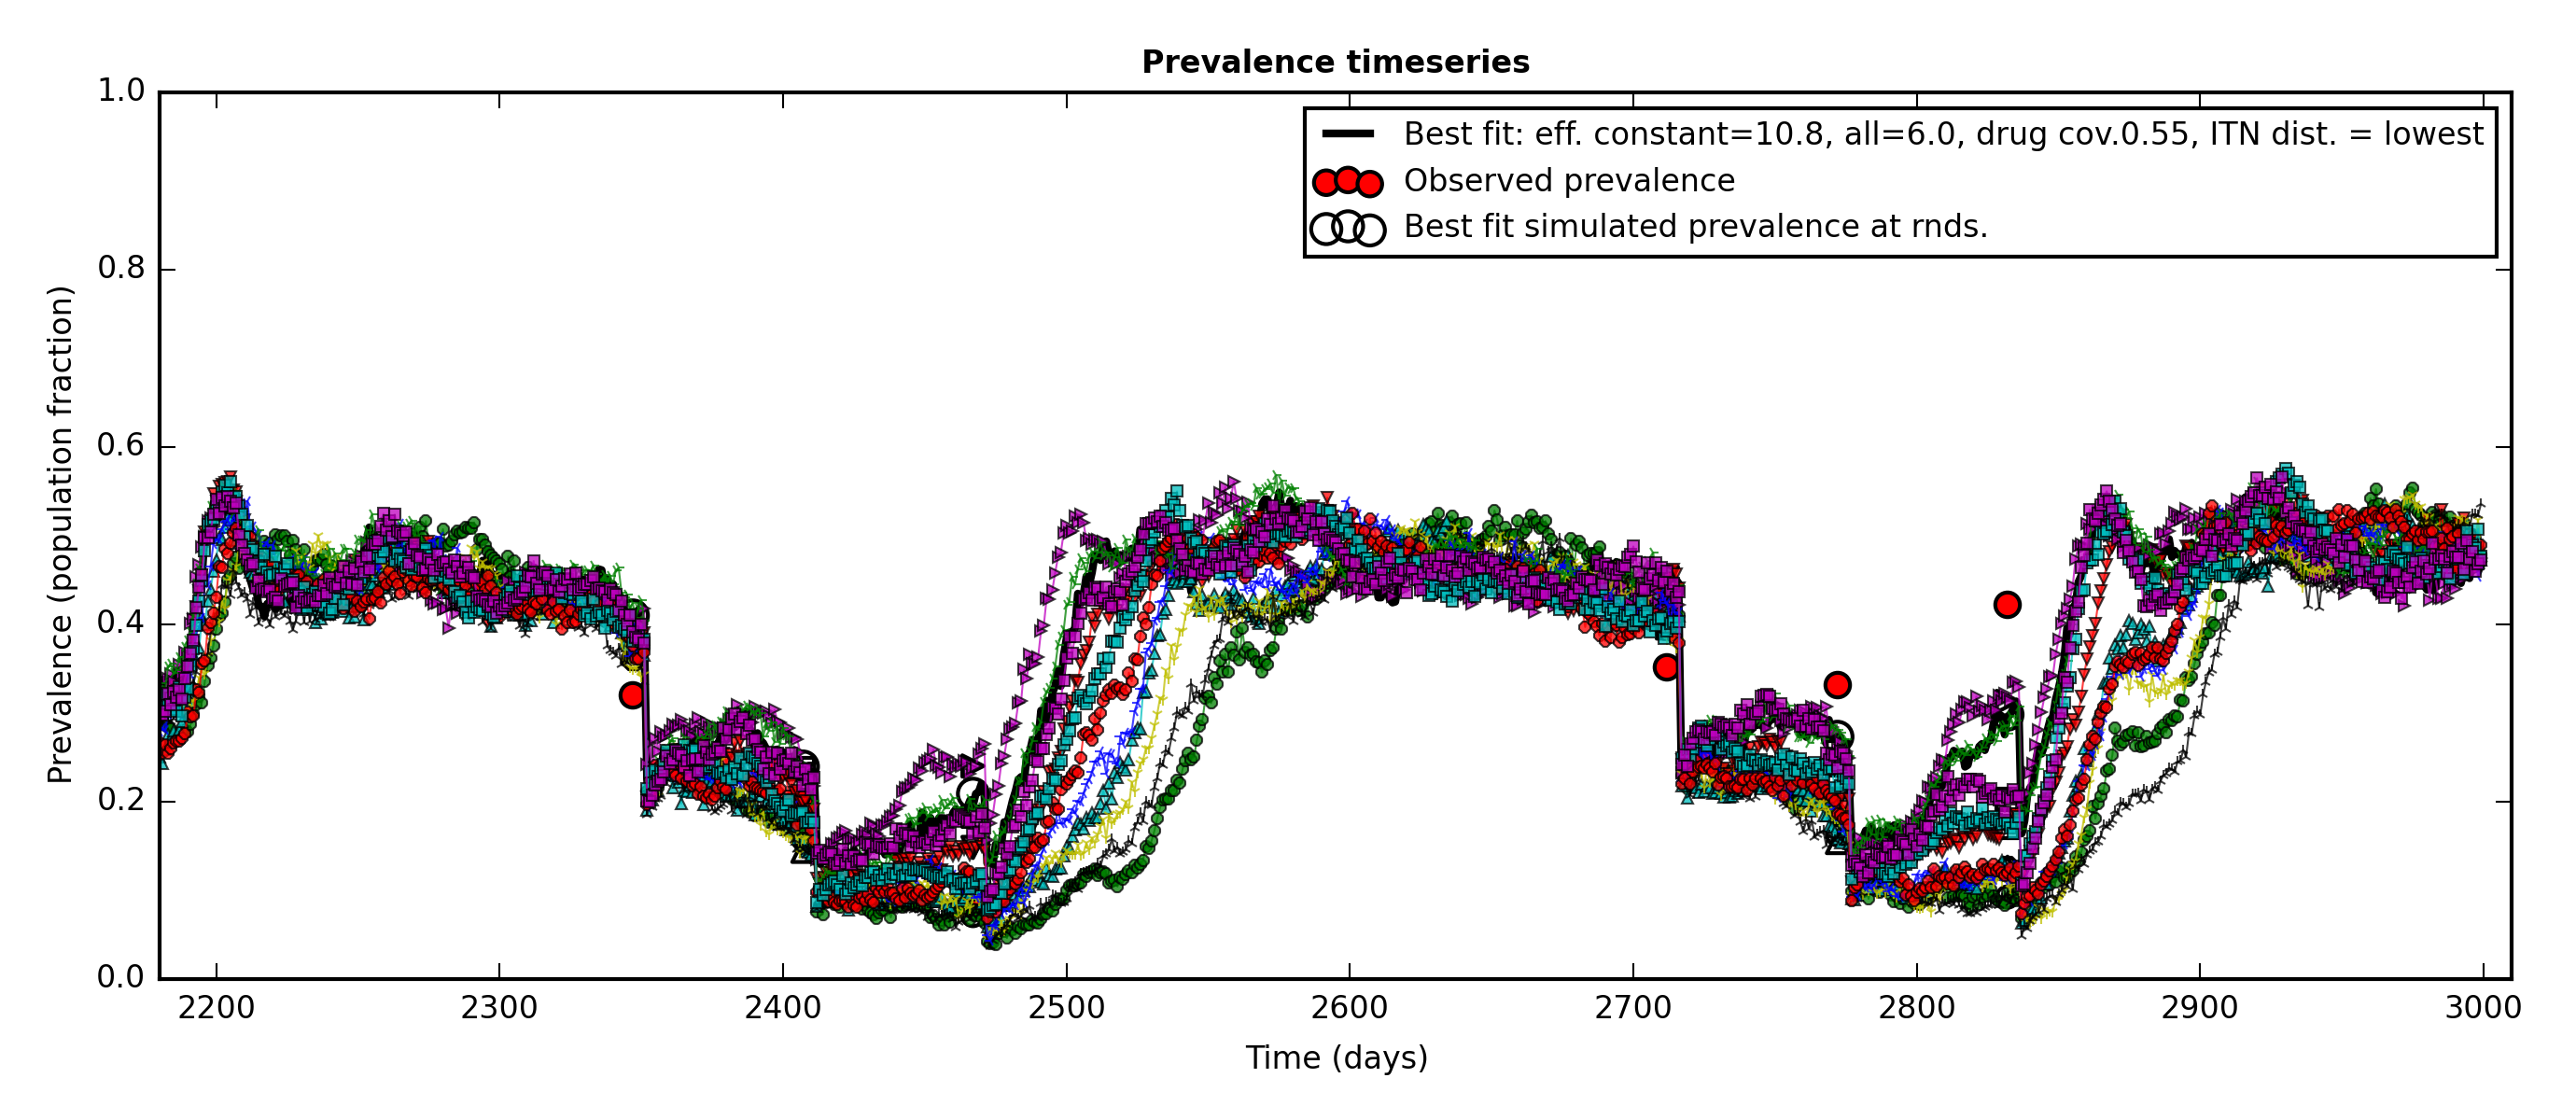 Prevalence timeseries
Best fit: eff. constant=10.8, all=6.0, drug cov.0.55, ITN dist. = lowest
Observed prevalence
Best fit simulated prevalence at rnds.
Prevalence (population fraction)
1.0
0.8
0.6
0.4
0.2
0.0
2200 2300 2400 2500 2600 2700 2800 2900 3000
Time (days)